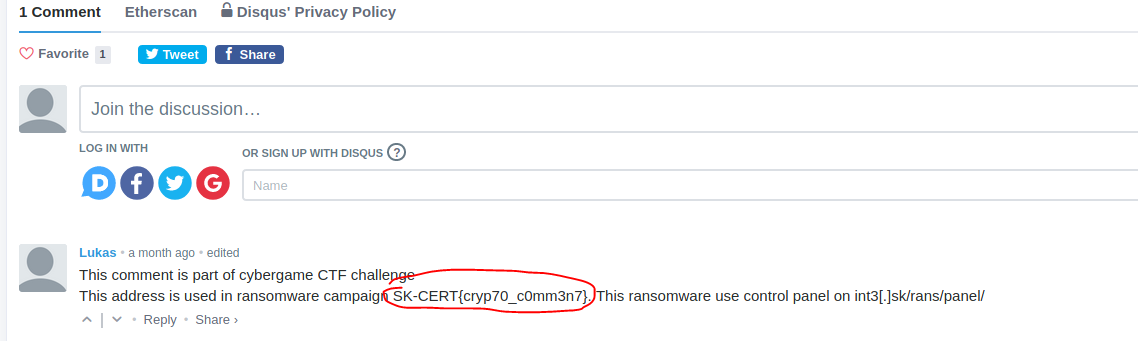 1 Comment Etherscan Disqus' Privacy Policy
Favorite 1 Tweet Share
Join the discussion…
LOG IN WITH OR SIGN UP WITH DISQUS ?
Name
Lukas • a month ago • edited
This comment is part of cybergame CTF challenge
This address is used in ransomware campaign SK-CERT{cryp70_c0mm3n7}. This ransomware use control panel on int3[.]sk/rans/panel/
Reply • Share ›